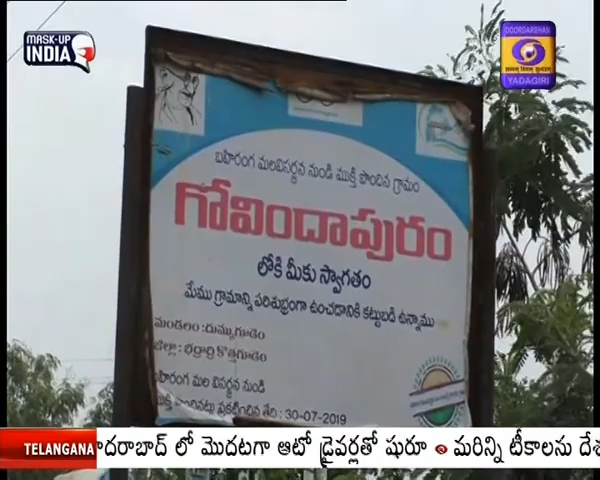 MASK-UP
INDIA
DOORDARSHAN
YADAGIRI
బహిరంగ మలవిసర్జన నుండి ముక్తి పొందిన గ్రామం
గోవిందాపురం
లోకి మీకు స్వాగతం
మేము గ్రామాన్ని పరిశుభ్రంగా ఉంచడానికి కట్టుబడి ఉన్నాము
మండలం : దుమ్ముగూడెం
జిల్లా : భద్రాద్రి కొత్తగూడెం
బహిరంగ మల విసర్జన నుండి
ప్రకటించిన తేది : 30-07-2019
TELANGANA
లో మొదటగా ఆటో డ్రైవర్లతో షురూ మరిన్ని టీకాలను